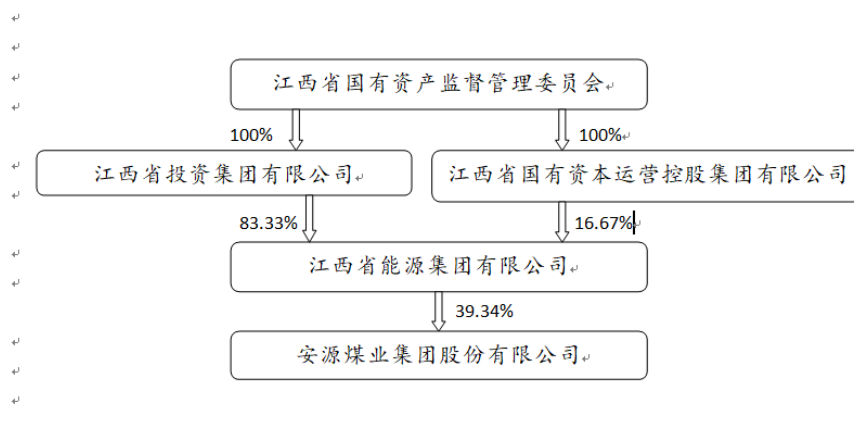 江西省国有资产监督管理委员会
100%
100%
江西省投资集团有限公司
江西省国有资本运营控股集团有限公司
83.33%
16.67%
江西省能源集团有限公司
39.34%
安源煤业集团股份有限公司